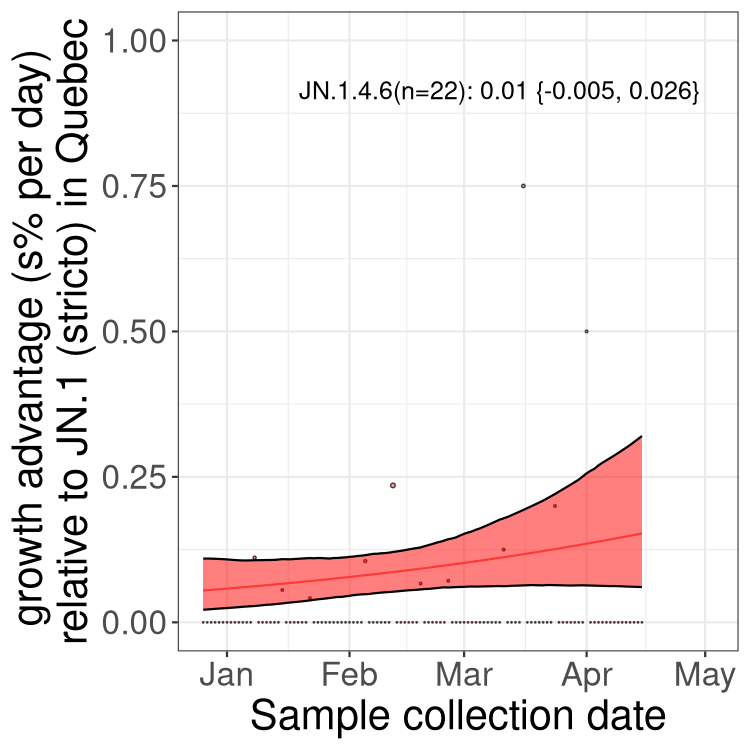 growth advantage (s% per day)
relative to JN.1 (stricto) in Quebec
1.00
0.75
0.50
0.25
0.00
JN.1.4.6(n=22): 0.01 {-0.005, 0.026}
Jan Feb Mar Apr May
Sample collection date